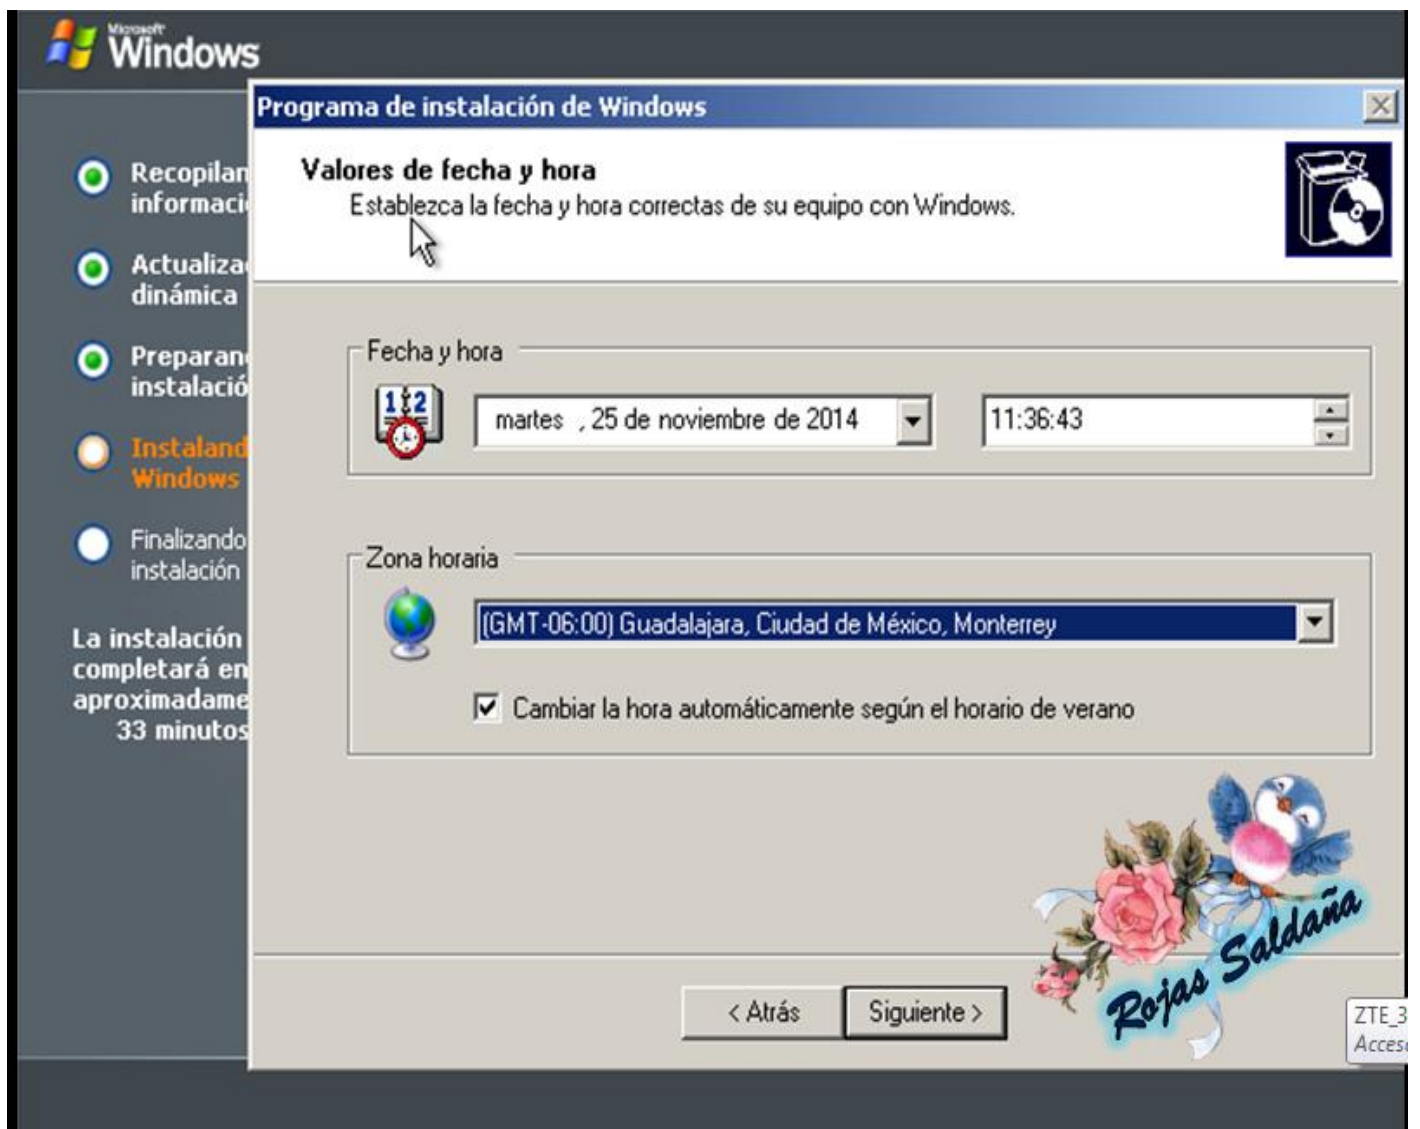 Microsoft
Windows
Programa de instalación de Windows
Valores de fecha y hora
Establezca la fecha y hora correctas de su equipo con Windows.
Recopilan
informaci
Actualiza
dinámica
Preparan
instalació
Instaland
Windows
Finalizando
instalación
La instalación
completará en
aproximadame
33 minutos
Fecha y hora
12
martes , 25 de noviembre de 2014
11:36:43
Zona horaria
(GMT-06:00) Guadalajara, Ciudad de México, Monterrey
Cambiar la hora automáticamente según el horario de verano
< Atrás
Siguiente >
Rojas Saldaña
ZTE_3
Acces